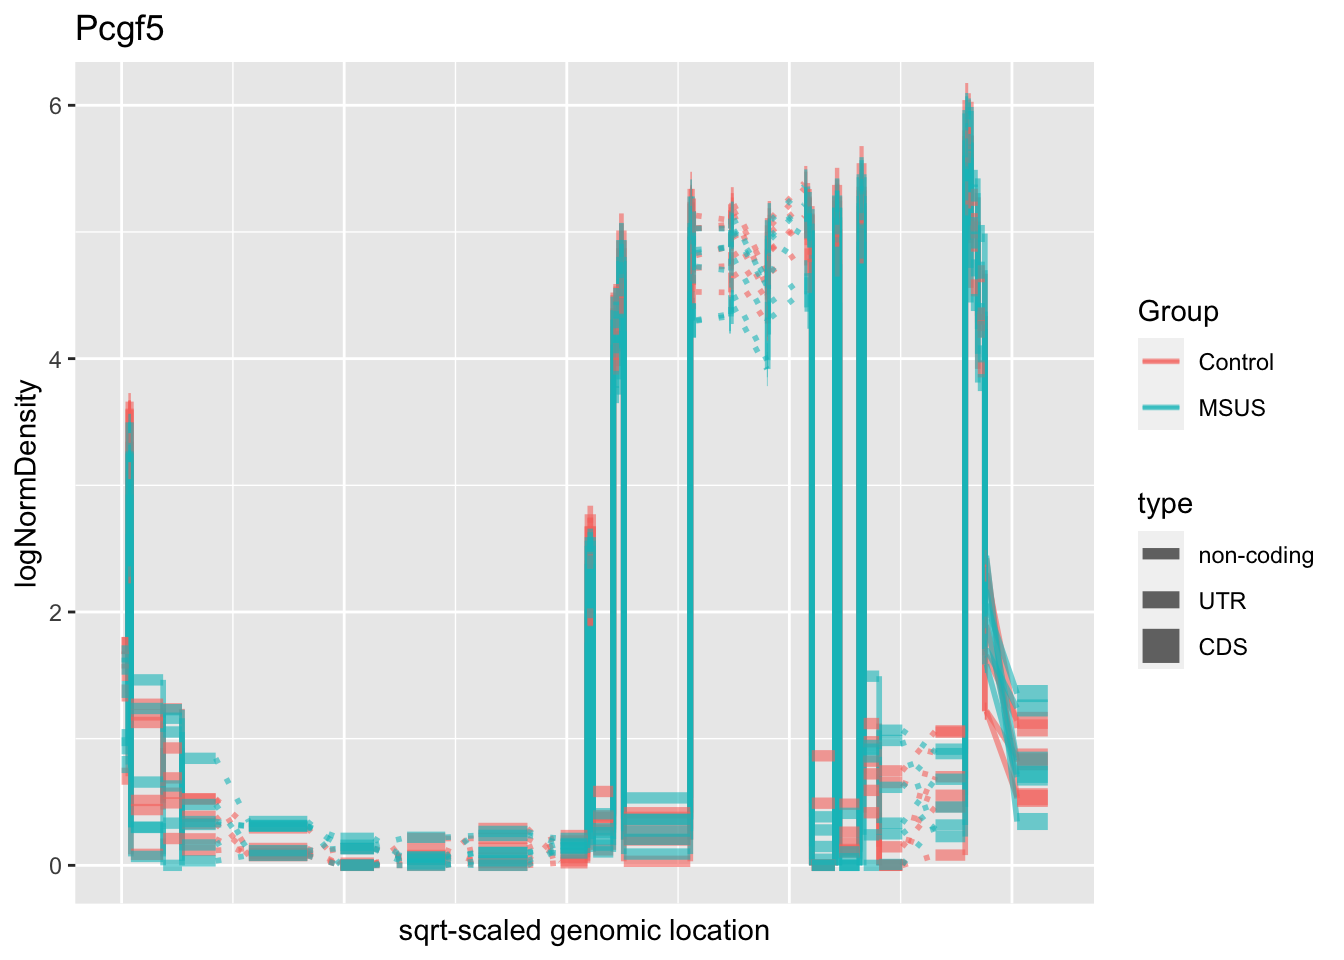 Pcgf5
6
4
2
0
logNormDensity
sqrt-scaled genomic location
Group
Control
MSUS
type
non-coding
UTR
CDS